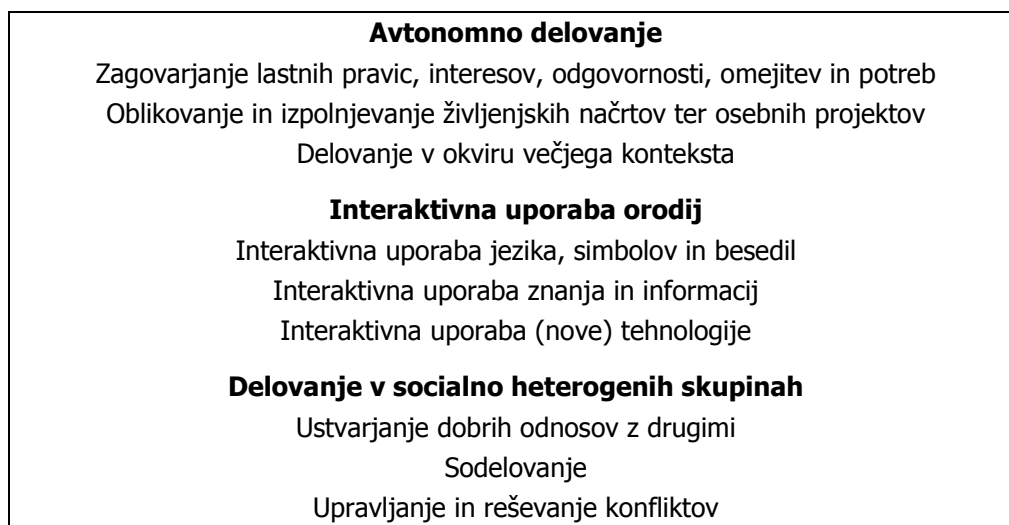 Avtonomno delovanje
Zagovarjanje lastnih pravic, interesov, odgovornosti, omejitev in potreb
Oblikovanje in izpolnjevanje življenjskih načrtov ter osebnih projektov
Delovanje v okviru večjega konteksta
Interaktivna uporaba orodij
Interaktivna uporaba jezika, simbolov in besedil
Interaktivna uporaba znanja in informacij
Interaktivna uporaba (nove) tehnologije
Delovanje v socialno heterogenih skupinah
Ustvarjanje dobrih odnosov z drugimi
Sodelovanje
Upravljanje in reševanje konfliktov